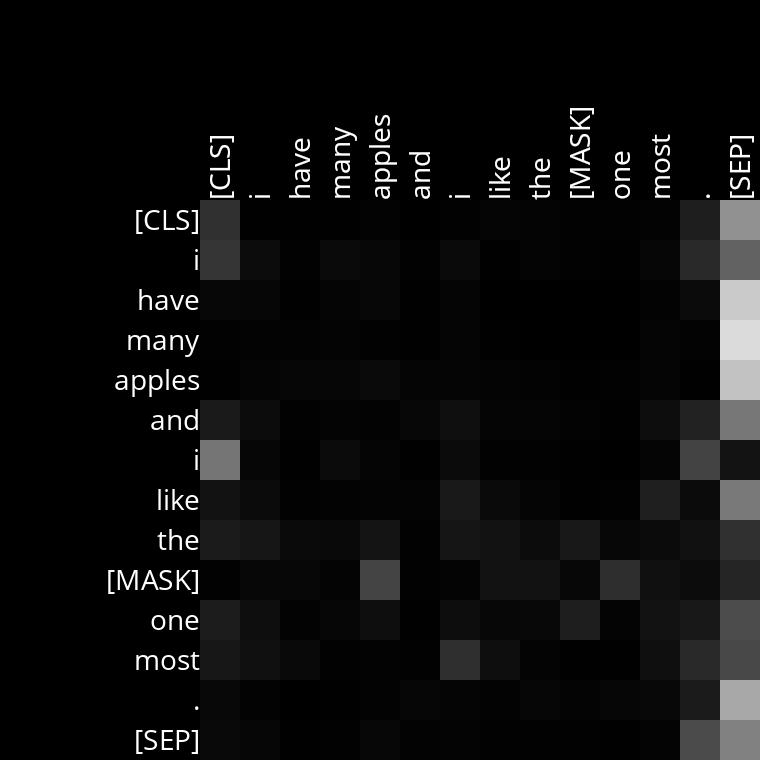 [CLS] i have many apples and i like the [MASK] one most . [SEP]
[CLS]
i
have
many
apples
and
i
like
the
[MASK]
one
most
.
[SEP]